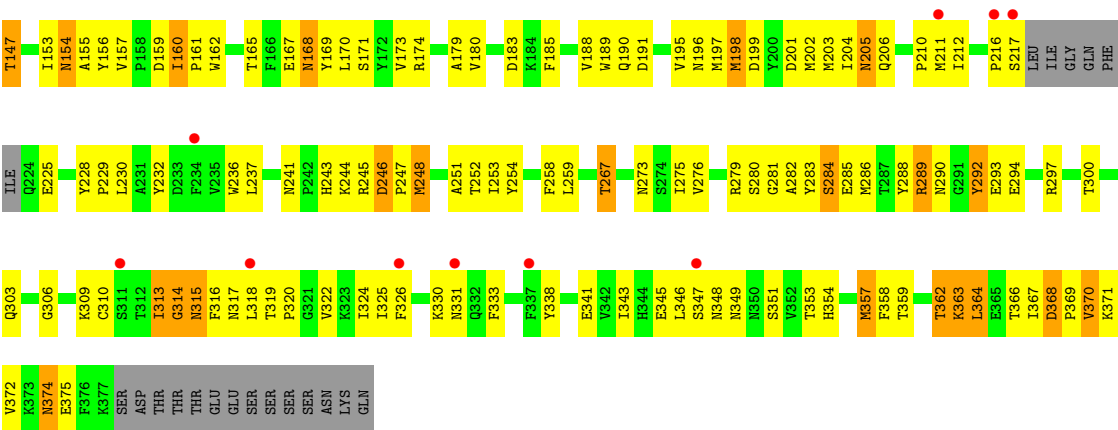 T147 I153 N154 A155 Y156 V157 P158 D159 I160 P161 W162 T165 F166 E167 N168 Y169 L170 S171 Y172 V173 R174 A179 V180 D183 K184 F185 V188 W189 Q190 D191 V195 N196 M197 M198 D199 Y200 D201 M202 M203 I204 N205 Q206 P210 M211 I212 P216 S217 LEU ILE GLY GLN PHE
ILE Q224 E225 Y228 P229 L230 A231 Y232 D233 F234 V235 W236 L237 N241 P242 H243 K244 R245 D246 P247 M248 A251 T252 I253 Y254 F258 L259 T267 N273 S274 I275 V276 R279 S280 G281 A282 Y283 S284 E285 M286 T287 Y288 R289 N290 G291 Y292 E293 E294 R297 T300
Q303 G306 K309 C310 S311 T312 I313 G314 N315 F316 N317 L318 T319 P320 G321 V322 K323 I324 I325 F326 K330 N331 Q332 F333 F337 Y338 E341 V342 I343 H344 E345 L346 S347 N348 N349 N350 S351 V352 T353 H354 M357 F358 T359 T362 K363 L364 E365 T366 I367 D368 P369 V370 K371
V372 K373 N374 E375 F376 K377 SER ASP THR THR THR GLU GLU SER SER SER SER ASN LYS GLN